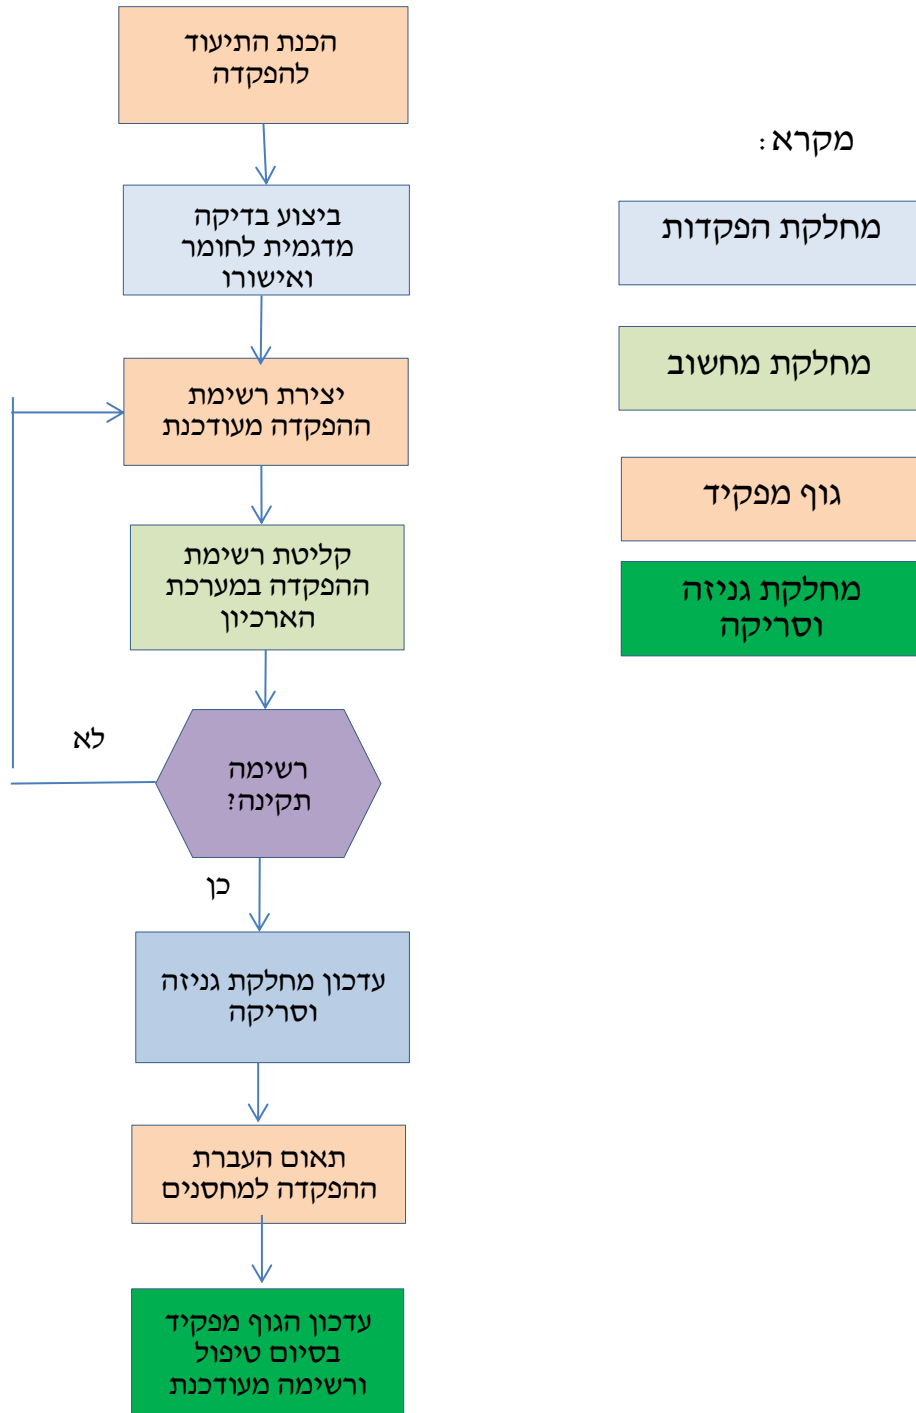 הכנת התיעוד
להפקדה
ביצוע בדיקה
מדגמית לחומר
ואישורו
יצירת רשימת
ההפקדה מעודכנת
קליטת רשימת
ההפקדה במערכת
הארכיון
רשימה
תקינה?
לא
כן
עדכון מחלקת גניזה
וסריקה
תאום העברת
ההפקדה למחסנים
עדכון הגוף מפקיד
בסיום טיפול
ורשימה מעודכנת
מקרא:
מחלקת הפקדות
מחלקת מחשוב
גוף מפקיד
מחלקת גניזה
וסריקה